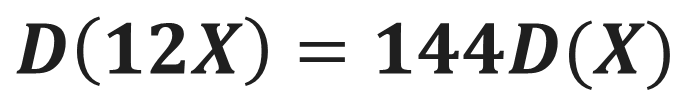 D(12X) = 144D(X)